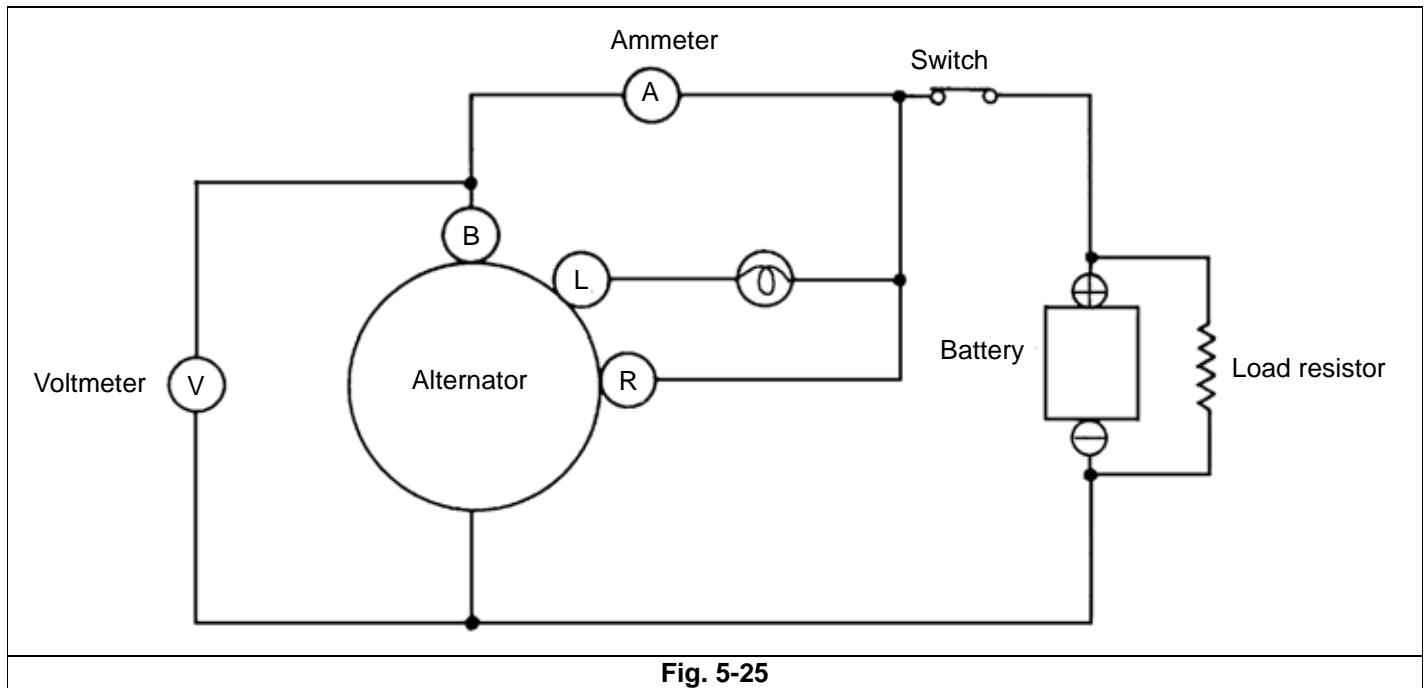 Ammeter
Switch
A
B
L
Battery
Load resistor
Voltmeter
V
Alternator
R
Fig. 5-25